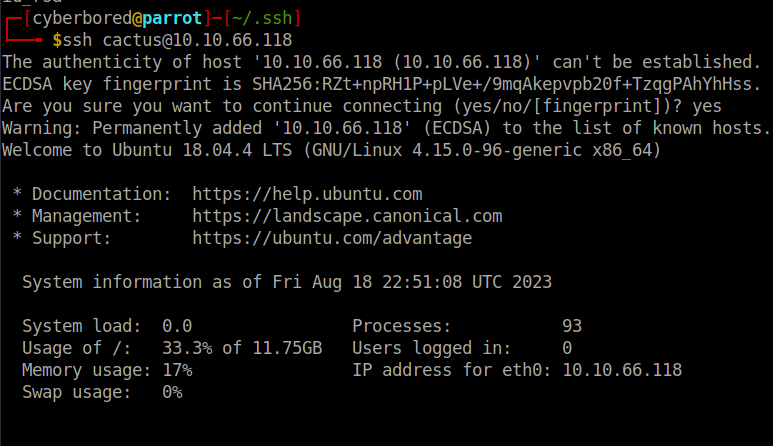 ┌─[cyberbored@parrot]─[~/.ssh]
└──╼ $ssh cactus@10.10.66.118
The authenticity of host '10.10.66.118 (10.10.66.118)' can't be established.
ECDSA key fingerprint is SHA256:RZt+npRH1P+pLVe+/9mqAkepvpb20f+TzqgPAhYhHss.
Are you sure you want to continue connecting (yes/no/[fingerprint])? yes
Warning: Permanently added '10.10.66.118' (ECDSA) to the list of known hosts.
Welcome to Ubuntu 18.04.4 LTS (GNU/Linux 4.15.0-96-generic x86_64)

 * Documentation:  https://help.ubuntu.com
 * Management:     https://landscape.canonical.com
 * Support:        https://ubuntu.com/advantage

  System information as of Fri Aug 18 22:51:08 UTC 2023

  System load:  0.0                Processes:           93
  Usage of /:   33.3% of 11.75GB   Users logged in:     0
  Memory usage: 17%                IP address for eth0: 10.10.66.118
  Swap usage:   0%